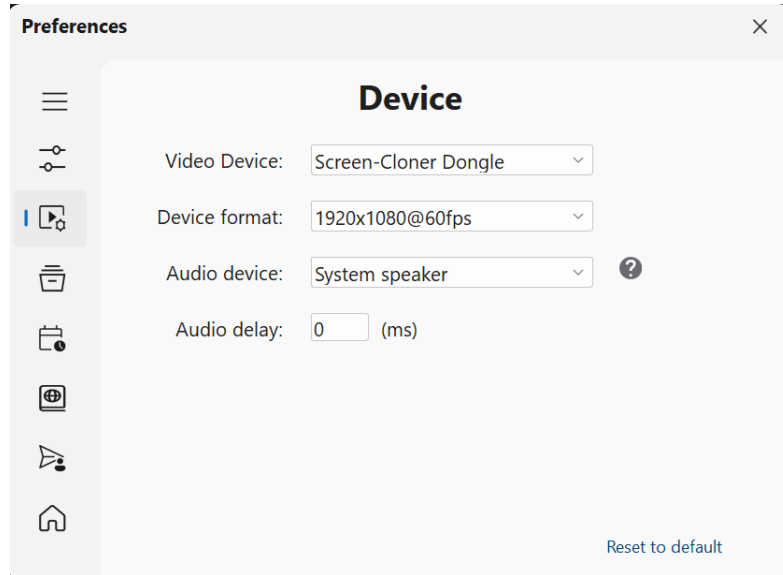 Preferences
Device
Video Device: Screen-Cloner Dongle
Device format: 1920x1080@60fps
Audio device: System speaker ?
Audio delay: 0 (ms)
Reset to default